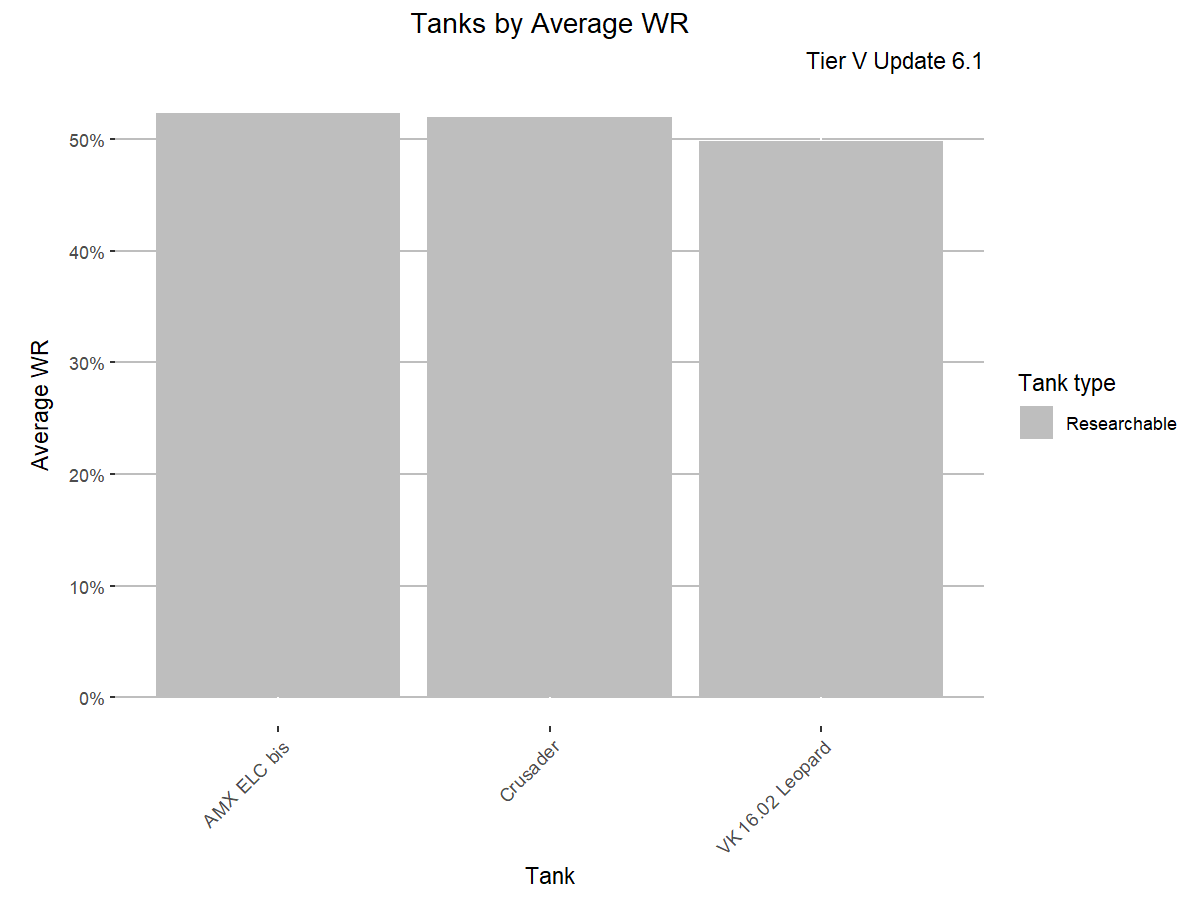 Tanks by Average WR
Tier V Update 6.1
Average WR
50%
40%
30%
20%
10%
0%
AMX ELC bis
Crusader
VK 16.02 Leopard
Tank
Tank type
Researchable